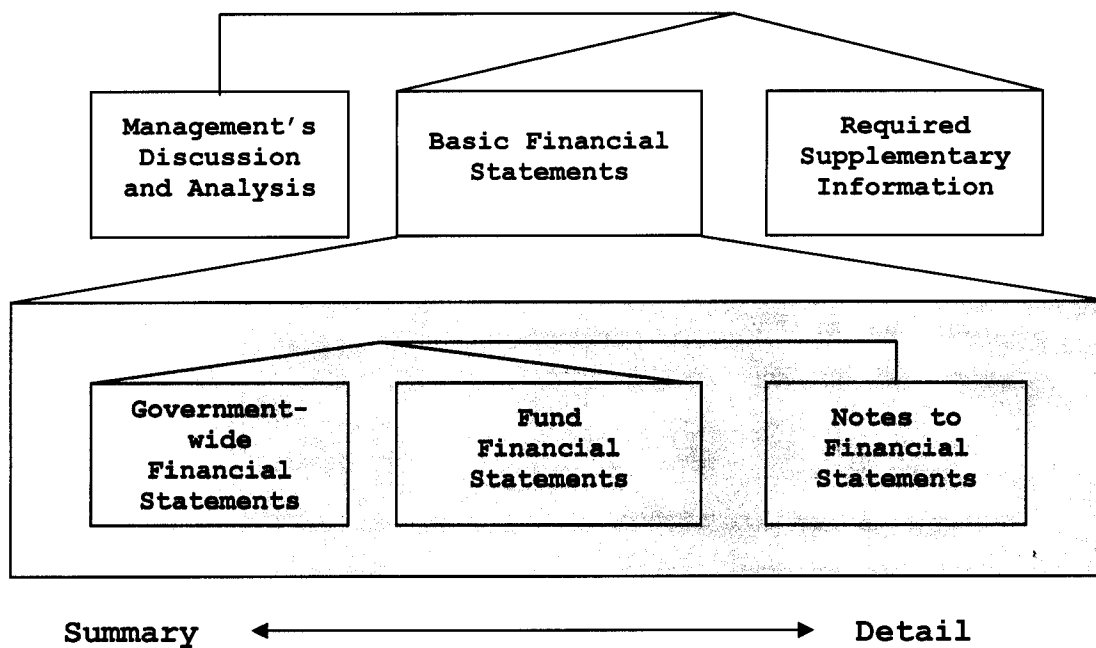 Management's
Discussion
and Analysis
Basic Financial
Statements
Required
Supplementary
Information
Government-
wide
Financial
Statements
Fund
Financial
Statements
Notes to
Financial
Statements
Summary
Detail